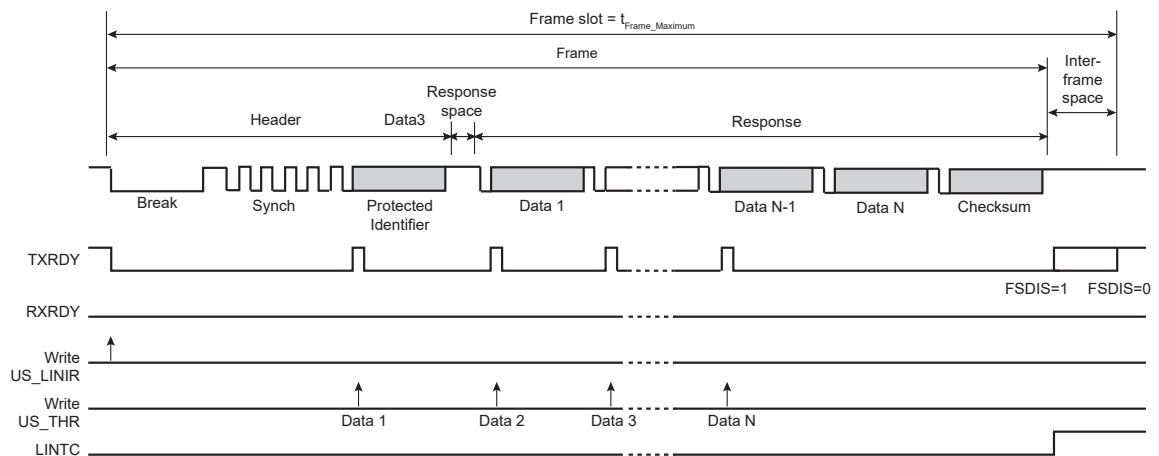 Frame slot = tFrame_Maximum
Frame
Inter-
frame
space
Response
space
Header
Data3
Response
Break
Synch
Protected
Identifier
Data 1
Data N-1
Data N
Checksum
TXRDY
FSDIS=1
FSDIS=0
RXRDY
Write
US_LINIR
Write
US_THR
Data 1
Data 2
Data 3
Data N
LINTC